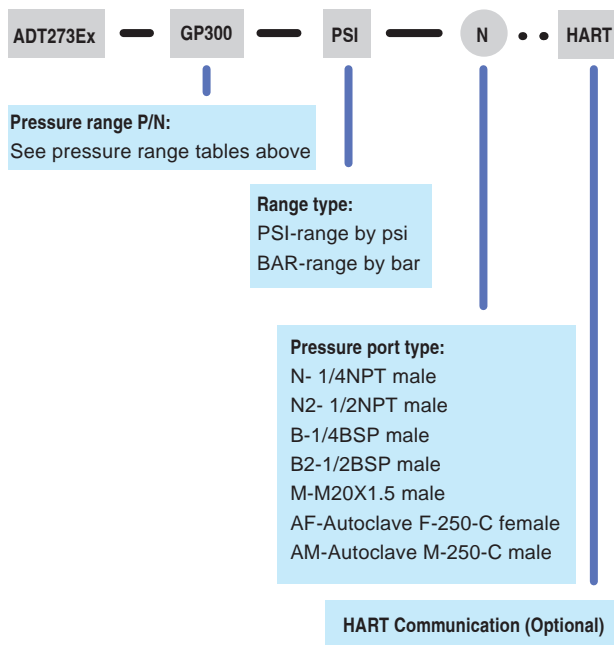 ADT273Ex GP300 PSI N HART
Pressure range P/N:
See pressure range tables above
Range type:
PSI-range by psi
BAR-range by bar
Pressure port type:
N- 1/4NPT male
N2- 1/2NPT male
B-1/4BSP male
B2-1/2BSP male
M-M20X1.5 male
AF-Autoclave F-250-C female
AM-Autoclave M-250-C male
HART Communication (Optional)